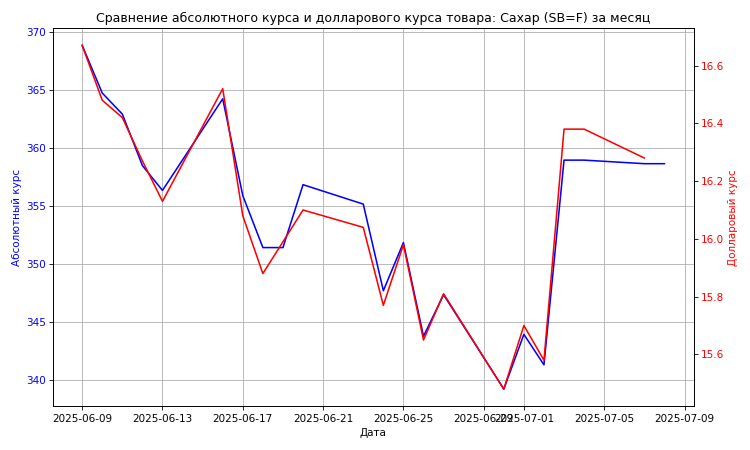 Сравнение абсолютного курса и долларового курса товара: Сахар (SB=F) за месяц
370
365
360
355
350
345
340
Абсолютный курс
16.6
16.4
16.2
16.0
15.8
15.6
Долларовый курс
2025-06-09 2025-06-13 2025-06-17 2025-06-21 2025-06-25 2025-06-29 2025-07-01 2025-07-05 2025-07-09
Дата